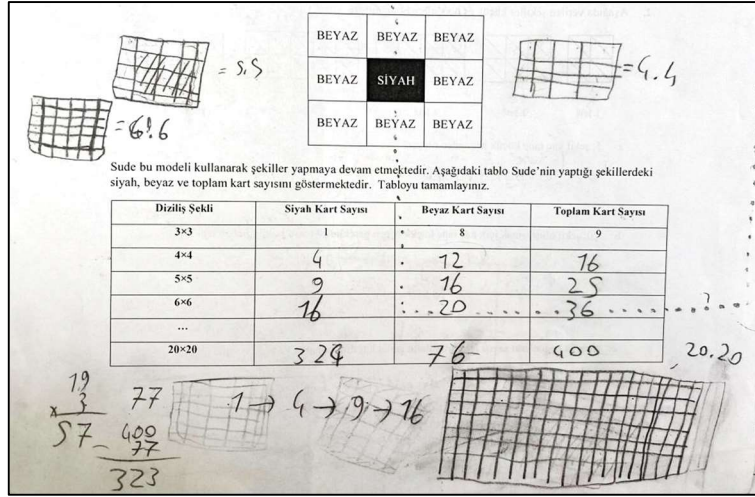 BEYAZ BEYAZ BEYAZ
= 5.5
BEYAZ SİYAH BEYAZ
= 4.4
= 6.6
BEYAZ BEYAZ BEYAZ
Sude bu modeli kullanarak şekiller yapmaya devam etmektedir. Aşağıdaki tablo Sude'nin yaptığı şekillerdeki
siyah, beyaz ve toplam kart sayısını göstermektedir. Tabloyu tamamlayınız.
Diziliş Şekli Siyah Kart Sayısı Beyaz Kart Sayısı Toplam Kart Sayısı
3×3 1 8 9
4×4 4 12 16
5×5 9 16 25
6×6 16 20 36
...
20×20 324 76 400 20.20
19
x 3
57
77
400
- 77
323
1 → 4 → 9 → 16